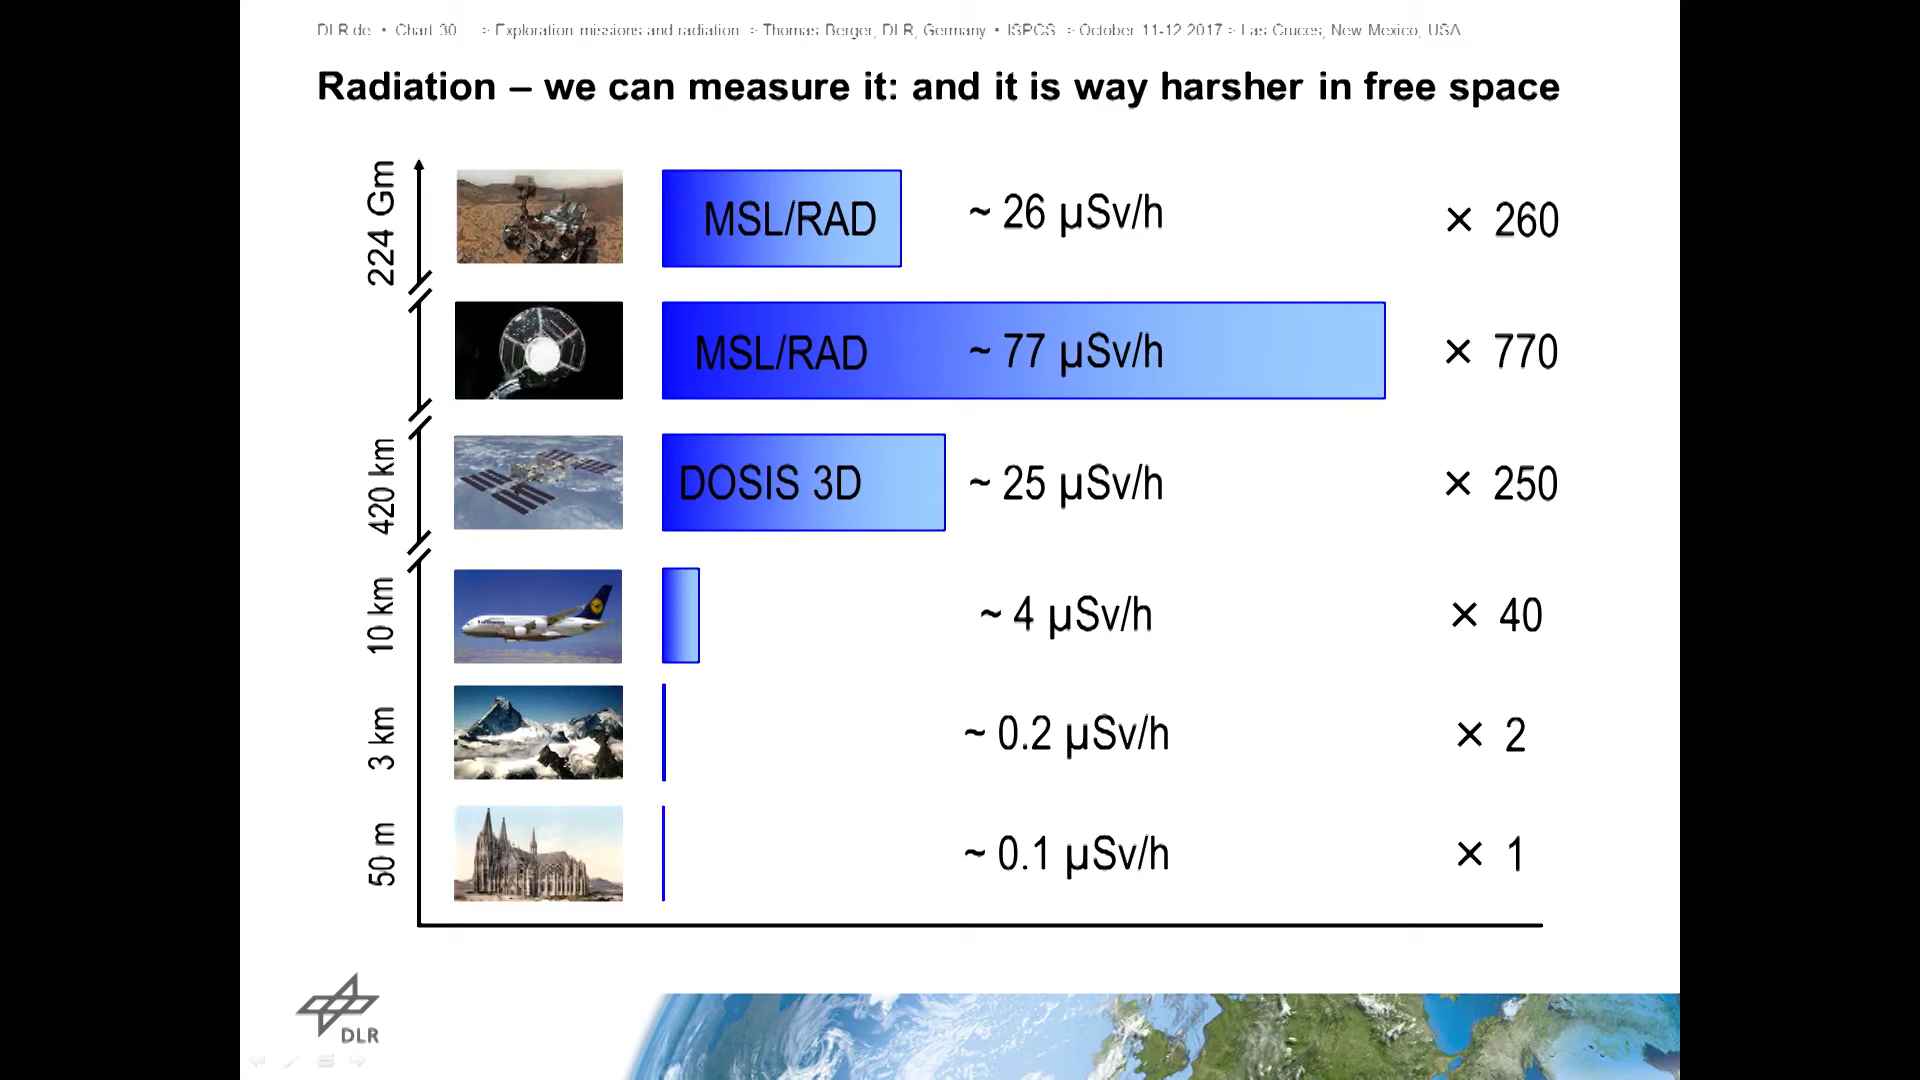 DLR.de • Chart 30 > Exploration missions and radiation > Thomas Berger, DLR, Germany • ISPCS > October 11-12 2017 > Las Cruces, New Mexico, USA
Radiation – we can measure it: and it is way harsher in free space
224 Gm
MSL/RAD ~ 26 µSv/h × 260
MSL/RAD ~ 77 µSv/h × 770
420 km
DOSIS 3D ~ 25 µSv/h × 250
10 km
~ 4 µSv/h × 40
3 km
~ 0.2 µSv/h × 2
50 m
~ 0.1 µSv/h × 1
DLR